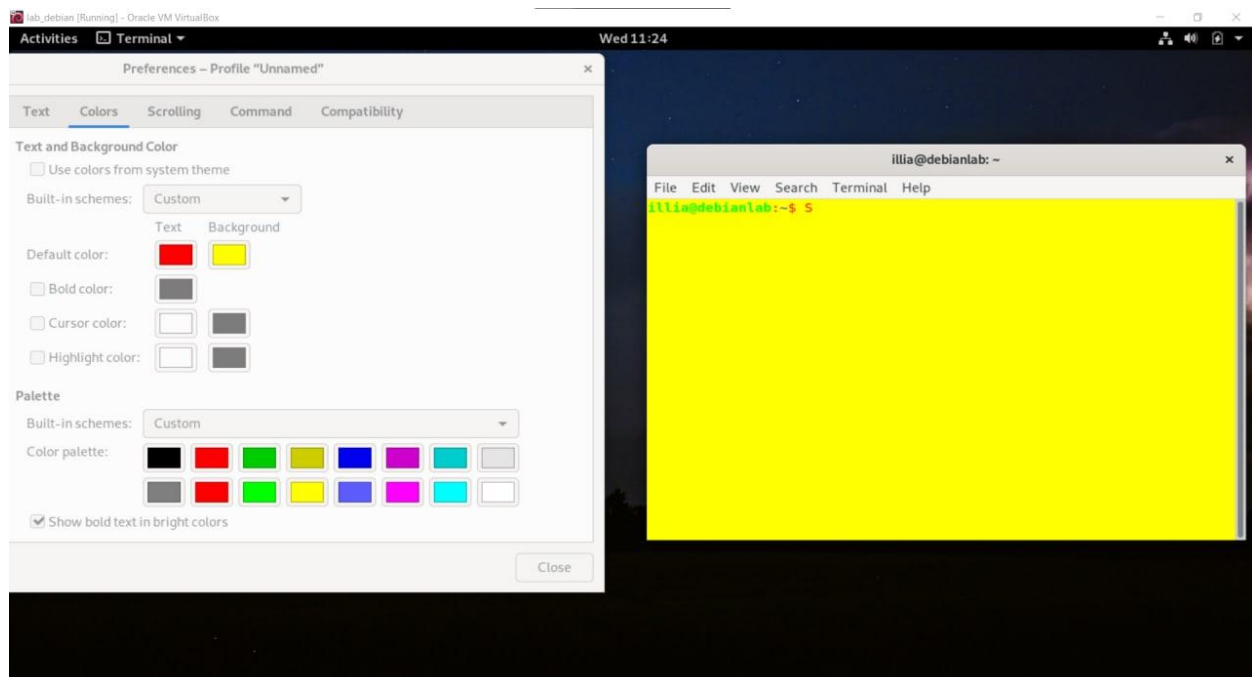 lab_debian [Running] - Oracle VM VirtualBox
Activities Terminal Wed 11:24
Preferences – Profile "Unnamed"
Text Colors Scrolling Command Compatibility
Text and Background Color
Use colors from system theme
Built-in schemes: Custom
Text Background
Default color:
Bold color:
Cursor color:
Highlight color:
Palette
Built-in schemes: Custom
Color palette:
Show bold text in bright colors
Close
illia@debianlab: ~
File Edit View Search Terminal Help
illia@debianlab:~$ S